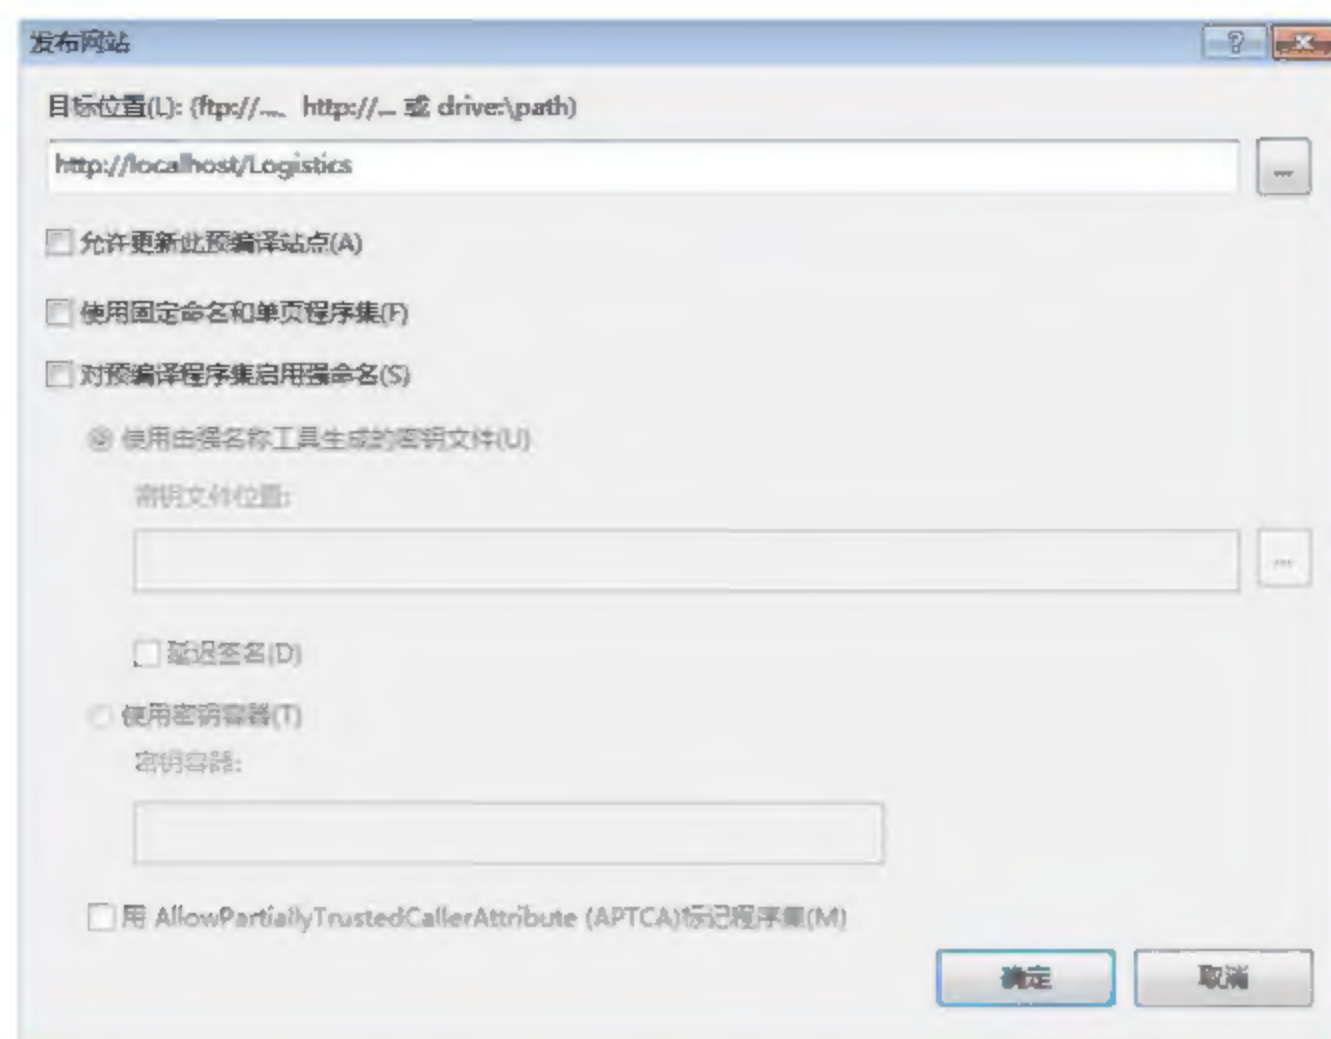 发布网站
目标位置(L): (ftp://...、http://... 或 drive:\path)
http://localhost/Logistics
...
允许更新此预编译站点(A)
使用固定命名和单页程序集(F)
对预编译程序集启用强命名(S)
使用由强名称工具生成的密钥文件(U)
密钥文件位置:
...
延迟签名(D)
使用密钥容器(T)
密钥容器:
用 AllowPartiallyTrustedCallerAttribute (APTCA)标记程序集(M)
确定 取消